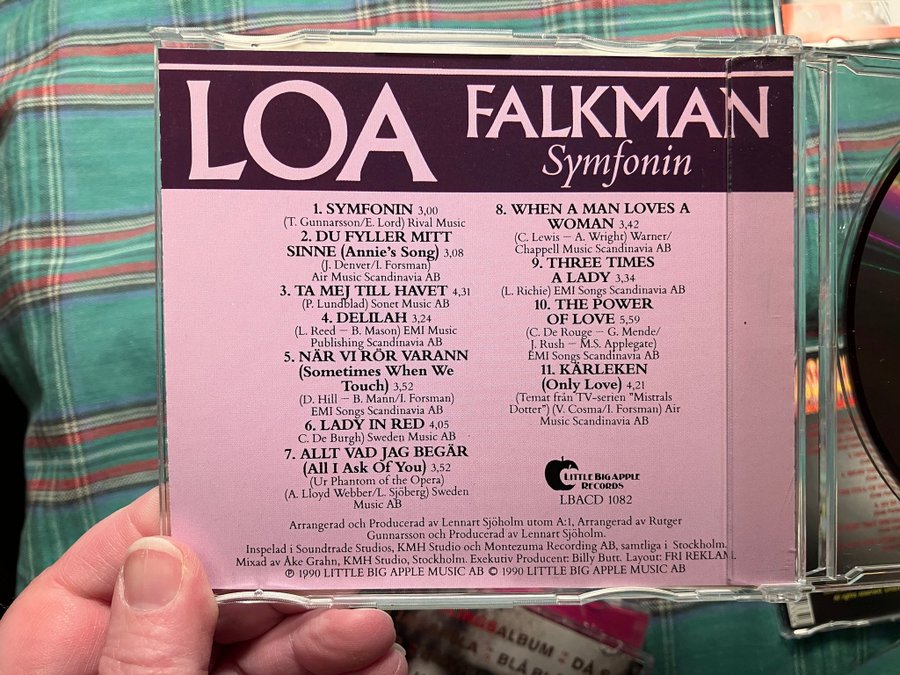 LOA
FALKMAN
Symfonin
1. SYMFONIN 3,00
(T. Gunnarsson/E. Lord) Rival Music
2. DU FYLLER MITT
SINNE (Annie's Song) 3,08
(J. Denver/I. Forsman)
Air Music Scandinavia AB
3. TA MEJ TILL HAVET 4,31
(P. Lundblad) Sonet Music AB
4. DELILAH 3,24
(L. Reed – B. Mason) EMI Music
Publishing Scandinavia AB
5. NÄR VI RÖR VARANN
(Sometimes When We
Touch) 3,52
(D. Hill – B. Mann/I. Forsman)
EMI Songs Scandinavia AB
6. LADY IN RED 4,05
C. De Burgh) Sweden Music AB
7. ALLT VAD JAG BEGÄR
(All I Ask Of You) 3,52
(Ur Phantom of the Opera)
(A. Lloyd Webber/L. Sjöberg) Sweden
Music AB
8. WHEN A MAN LOVES A
WOMAN 3,42
(C. Lewis – A. Wright) Warner/
Chappell Music Scandinavia AB
9. THREE TIMES
A LADY 3,34
(L. Richie) EMI Songs Scandinavia AB
10. THE POWER
OF LOVE 5,59
(C. De Rouge – G. Mende/
J. Rush – M.S. Applegate)
EMI Songs Scandinavia AB
11. KÄRLEKEN
(Only Love) 4,21
(Temat från TV-serien "Mistrals
Dotter") (V. Cosma/I. Forsman) Air
Music Scandinavia AB
LITTLE BIG APPLE
RECORDS
LBACD 1082
Arrangerad och Producerad av Lennart Sjöholm utom A:1, Arrangerad av Rutger
Gunnarsson och Producerad av Lennart Sjöholm.
Inspelad i Soundtrade Studios, KMH Studio och Montezuma Recording AB, samtliga i Stockholm.
Mixad av Åke Grahn, KMH Studio, Stockholm. Exekutiv Producent: Billy Butt. Layout: FRI REKLAM.
℗ 1990 LITTLE BIG APPLE MUSIC AB © 1990 LITTLE BIG APPLE MUSIC AB
ALBUM : DÅ
BLÅ
All rights reserved.